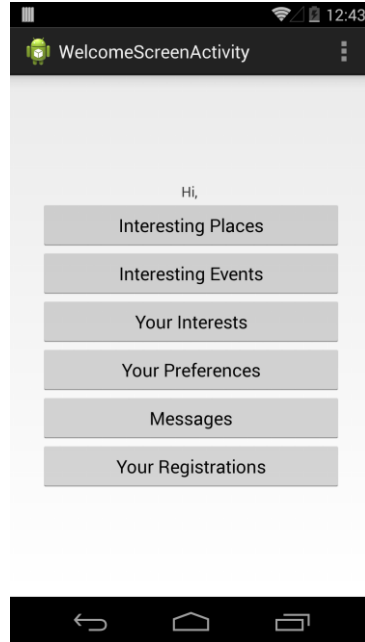 12:43
WelcomeScreenActivity
Hi,
Interesting Places
Interesting Events
Your Interests
Your Preferences
Messages
Your Registrations